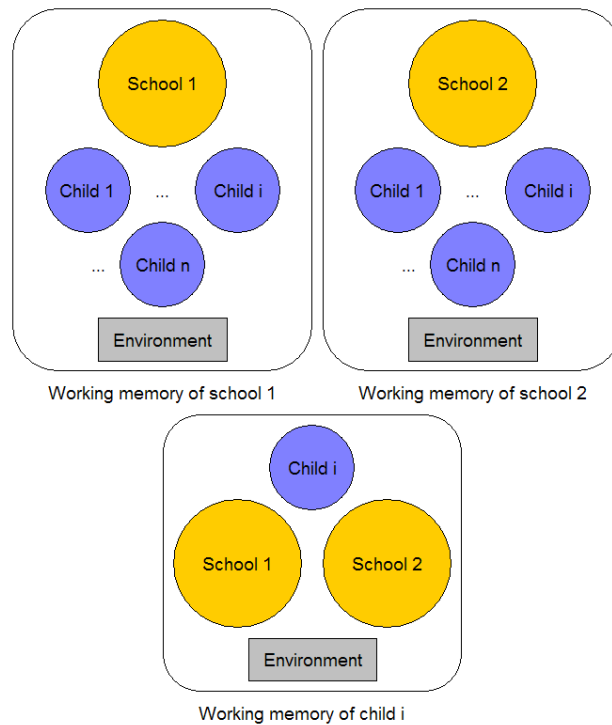 School 1
Child 1
...
Child i
...
Child n
Environment
Working memory of school 1
School 2
Child 1
...
Child i
...
Child n
Environment
Working memory of school 2
Child i
School 1
School 2
Environment
Working memory of child i